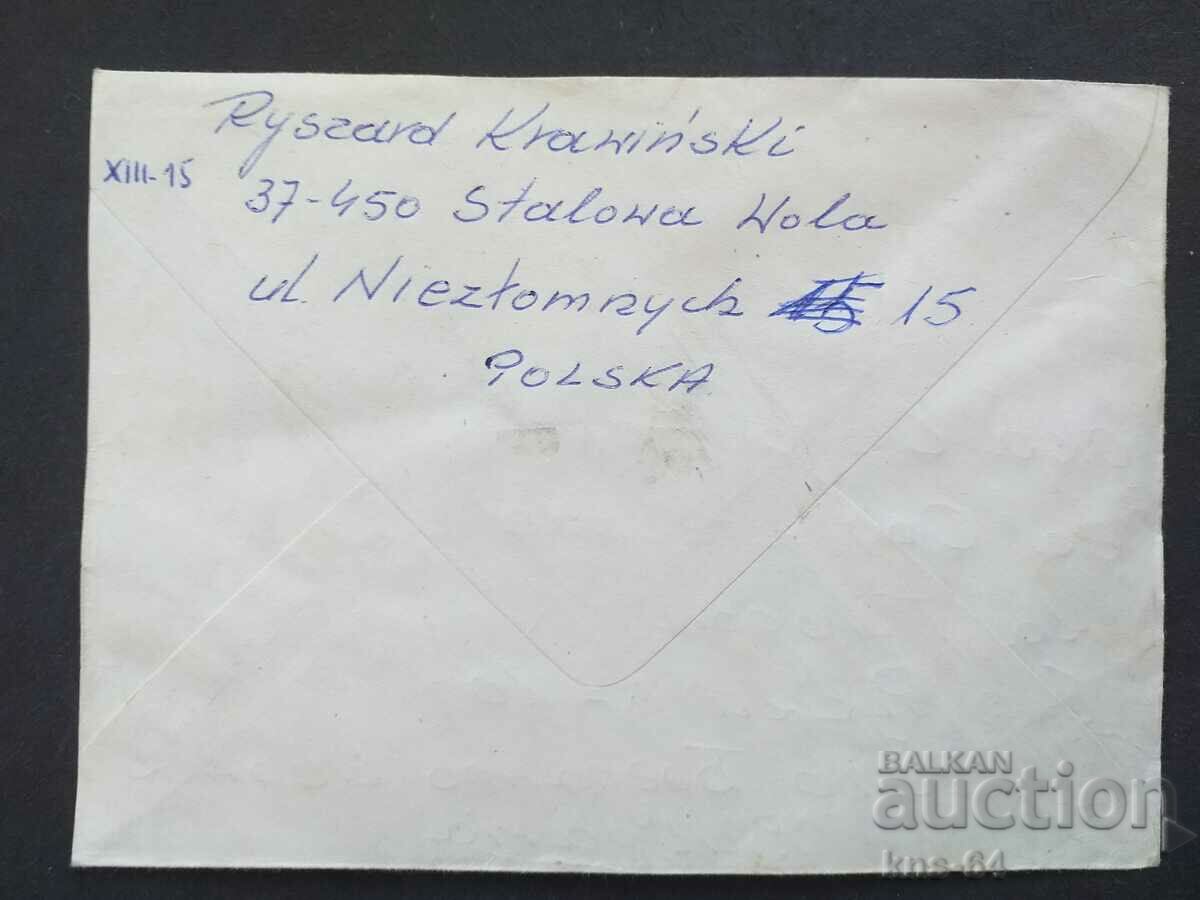 Ryszard Krawiński
XIII-15
37-450 Stalowa Wola
ul. Niezłomnych 15
POLSKA
BALKAN
auction
kns-64